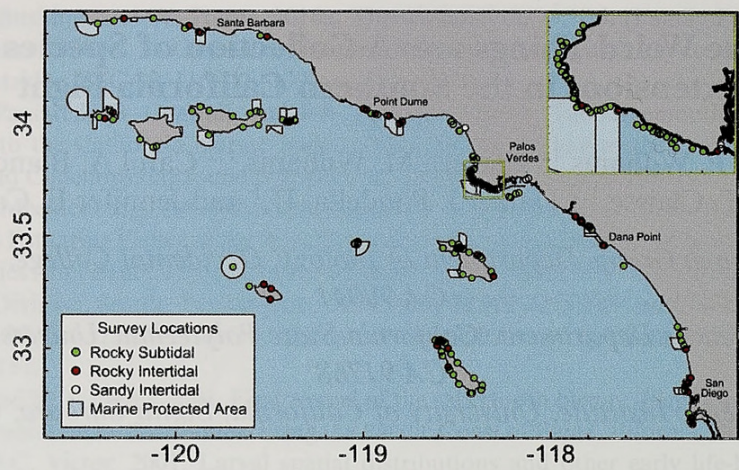 Santa Barbara
Point Dume
Palos
Verdes
Dana Point
San
Diego
34
33.5
33
-120
-119
-118
Survey Locations
Rocky Subtidal
Rocky Intertidal
Sandy Intertidal
Marine Protected Area